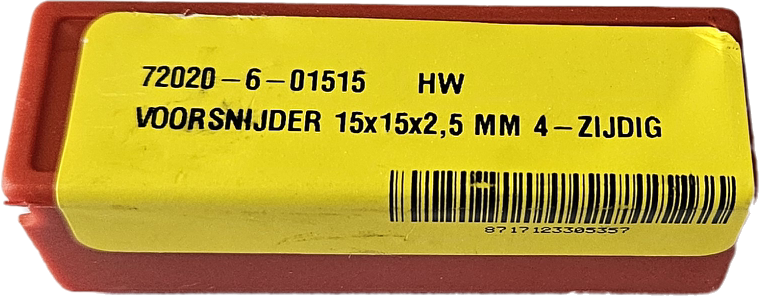 72020-6-01515 HW
VOORSNIJDER 15x15x2,5 MM 4-ZIJDIG
8717123305357